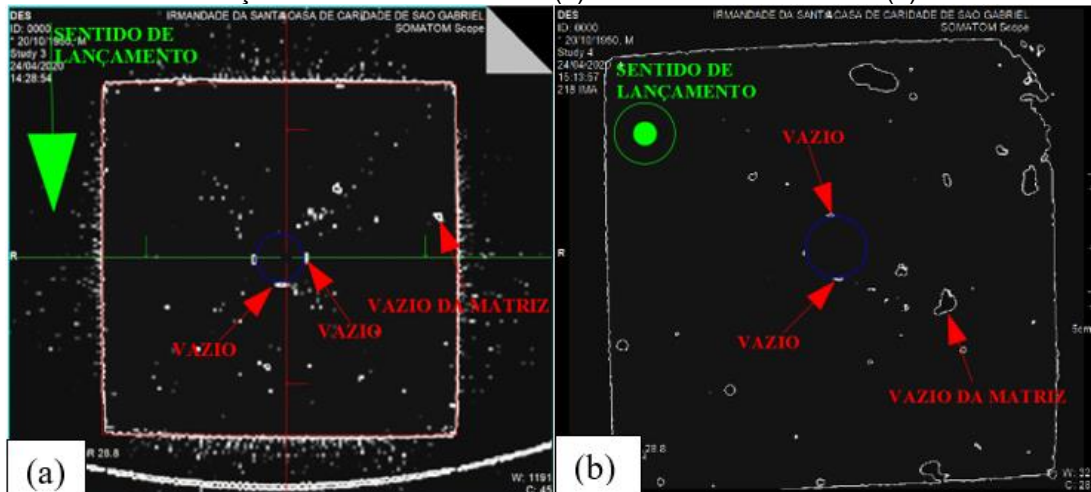 IRMANDADE DA SANTA CASA DE CARIDADE DE SAO GABRIEL
SOMATOM Scope
DES
ID: 0000
* 20/10/1950, M
Study 3
24/04/2020
14:28:54
SENTIDO DE
LANÇAMENTO
R
VAZIO DA MATRIZ
VAZIO
VAZIO
R 28.8
W: 1191
C: 45
(a)
IRMANDADE DA SANTA CASA DE CARIDADE DE SAO GABRIEL
SOMATOM Scope
DES
ID: 0000
* 20/10/1950, M
Study 4
24/04/2020
15:13:57
218 IMA
SENTIDO DE
LANÇAMENTO
VAZIO
R
VAZIO
VAZIO DA MATRIZ
5cm
28.8
(b)